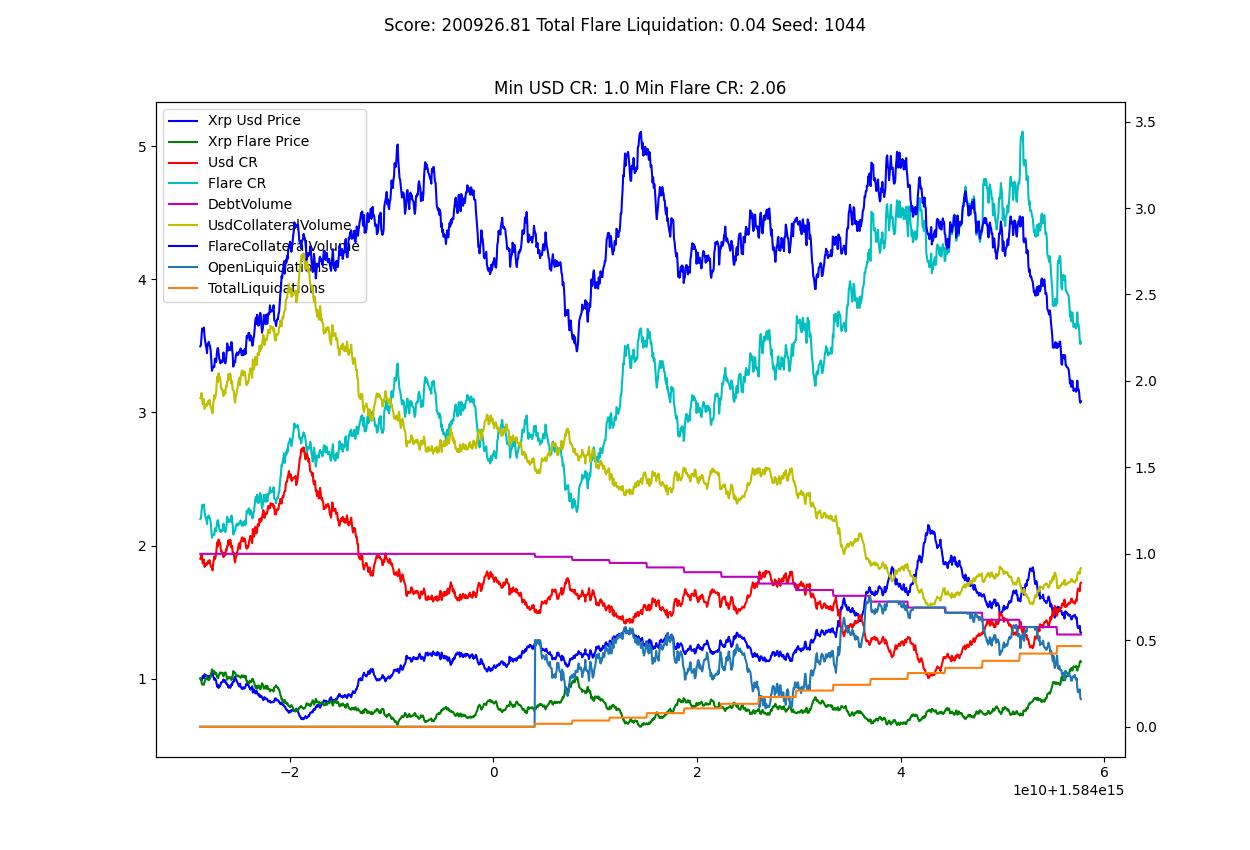 Score: 200926.81 Total Flare Liquidation: 0.04 Seed: 1044
Min USD CR: 1.0 Min Flare CR: 2.06
Xrp Usd Price
Xrp Flare Price
Usd CR
Flare CR
DebtVolume
UsdCollateralVolume
FlareCollateralVolume
OpenLiquidations
TotalLiquidations
5
4
3
2
1
3.5
3.0
2.5
2.0
1.5
1.0
0.5
0.0
−2
0
2
4
6
1e10+1.584e15